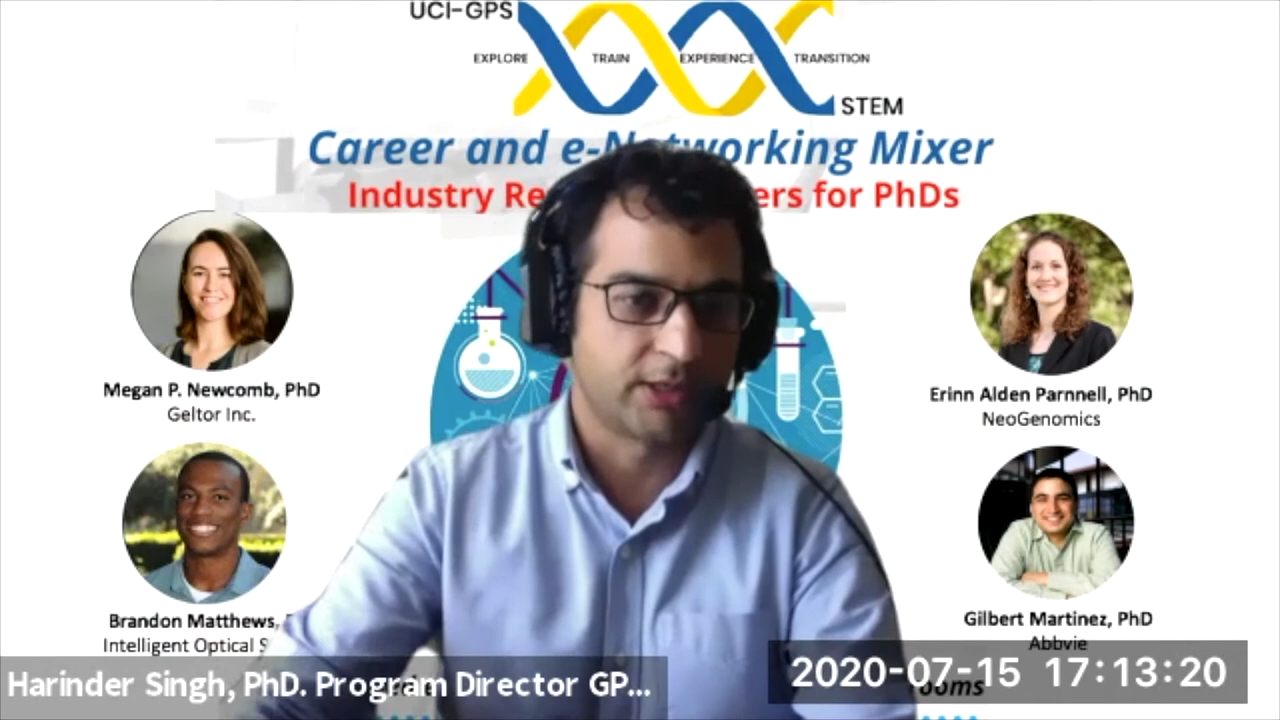 UCI-GPS
EXPLORE TRAIN EXPERIENCE TRANSITION
STEM
Career and e-Networking Mixer
Industry ers for PhDs
Megan P. Newcomb, PhD
Geltor Inc.
Erinn Alden Parnnell, PhD
NeoGenomics
Brandon Matthews,
Intelligent Optical
Gilbert Martinez, PhD
Abbvie
Harinder Singh, PhD. Program Director GP...
2020-07-15 17:13:20
ooms